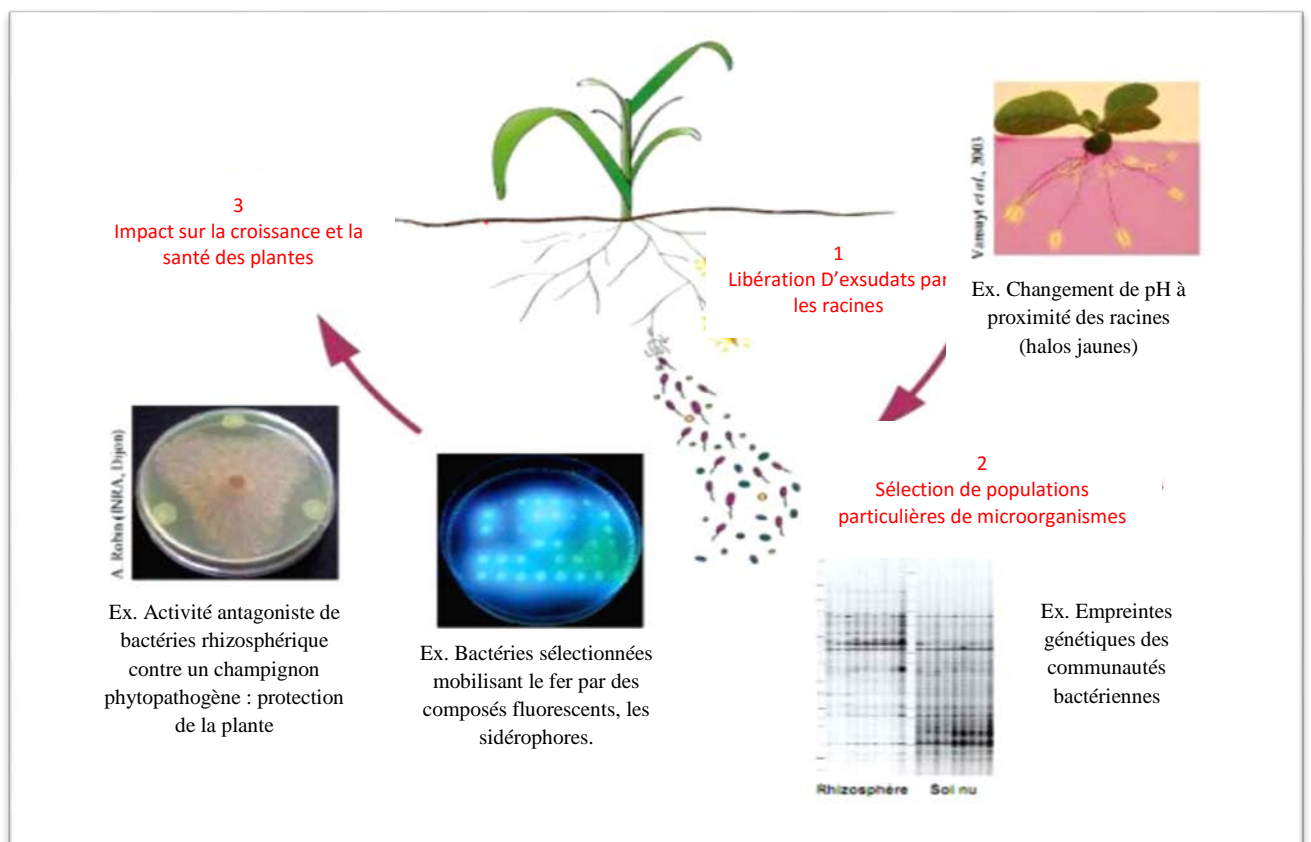 3
Impact sur la croissance et la
santé des plantes
1
Libération D'exsudats par
les racines
Vansuyt et al., 2003
Ex. Changement de pH à
proximité des racines
(halos jaunes)
2
Sélection de populations
particulières de microorganismes
A. Robin (INRA, Dijon)
Ex. Activité antagoniste de
bactéries rhizosphérique
contre un champignon
phytopathogène : protection
de la plante
Ex. Bactéries sélectionnées
mobilisant le fer par des
composés fluorescents, les
sidérophores.
Ex. Empreintes
génétiques des
communautés
bactériennes
Rhizosphère Sol nu